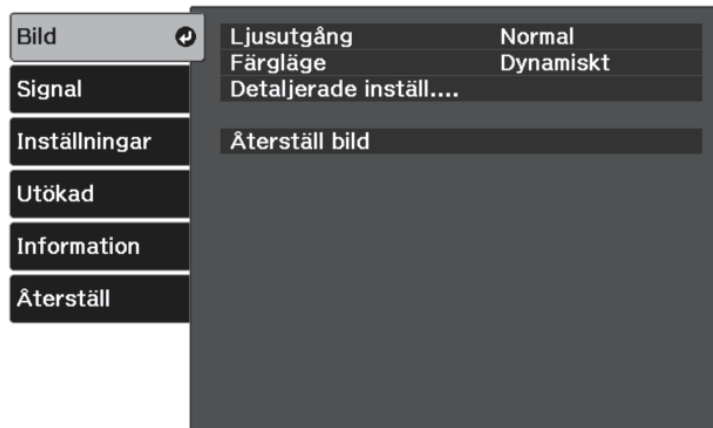 Bild
Signal
Inställningar
Utökad
Information
Återställ
Ljusutgång Normal
Färgläge Dynamiskt
Detaljerade inställ....
Återställ bild